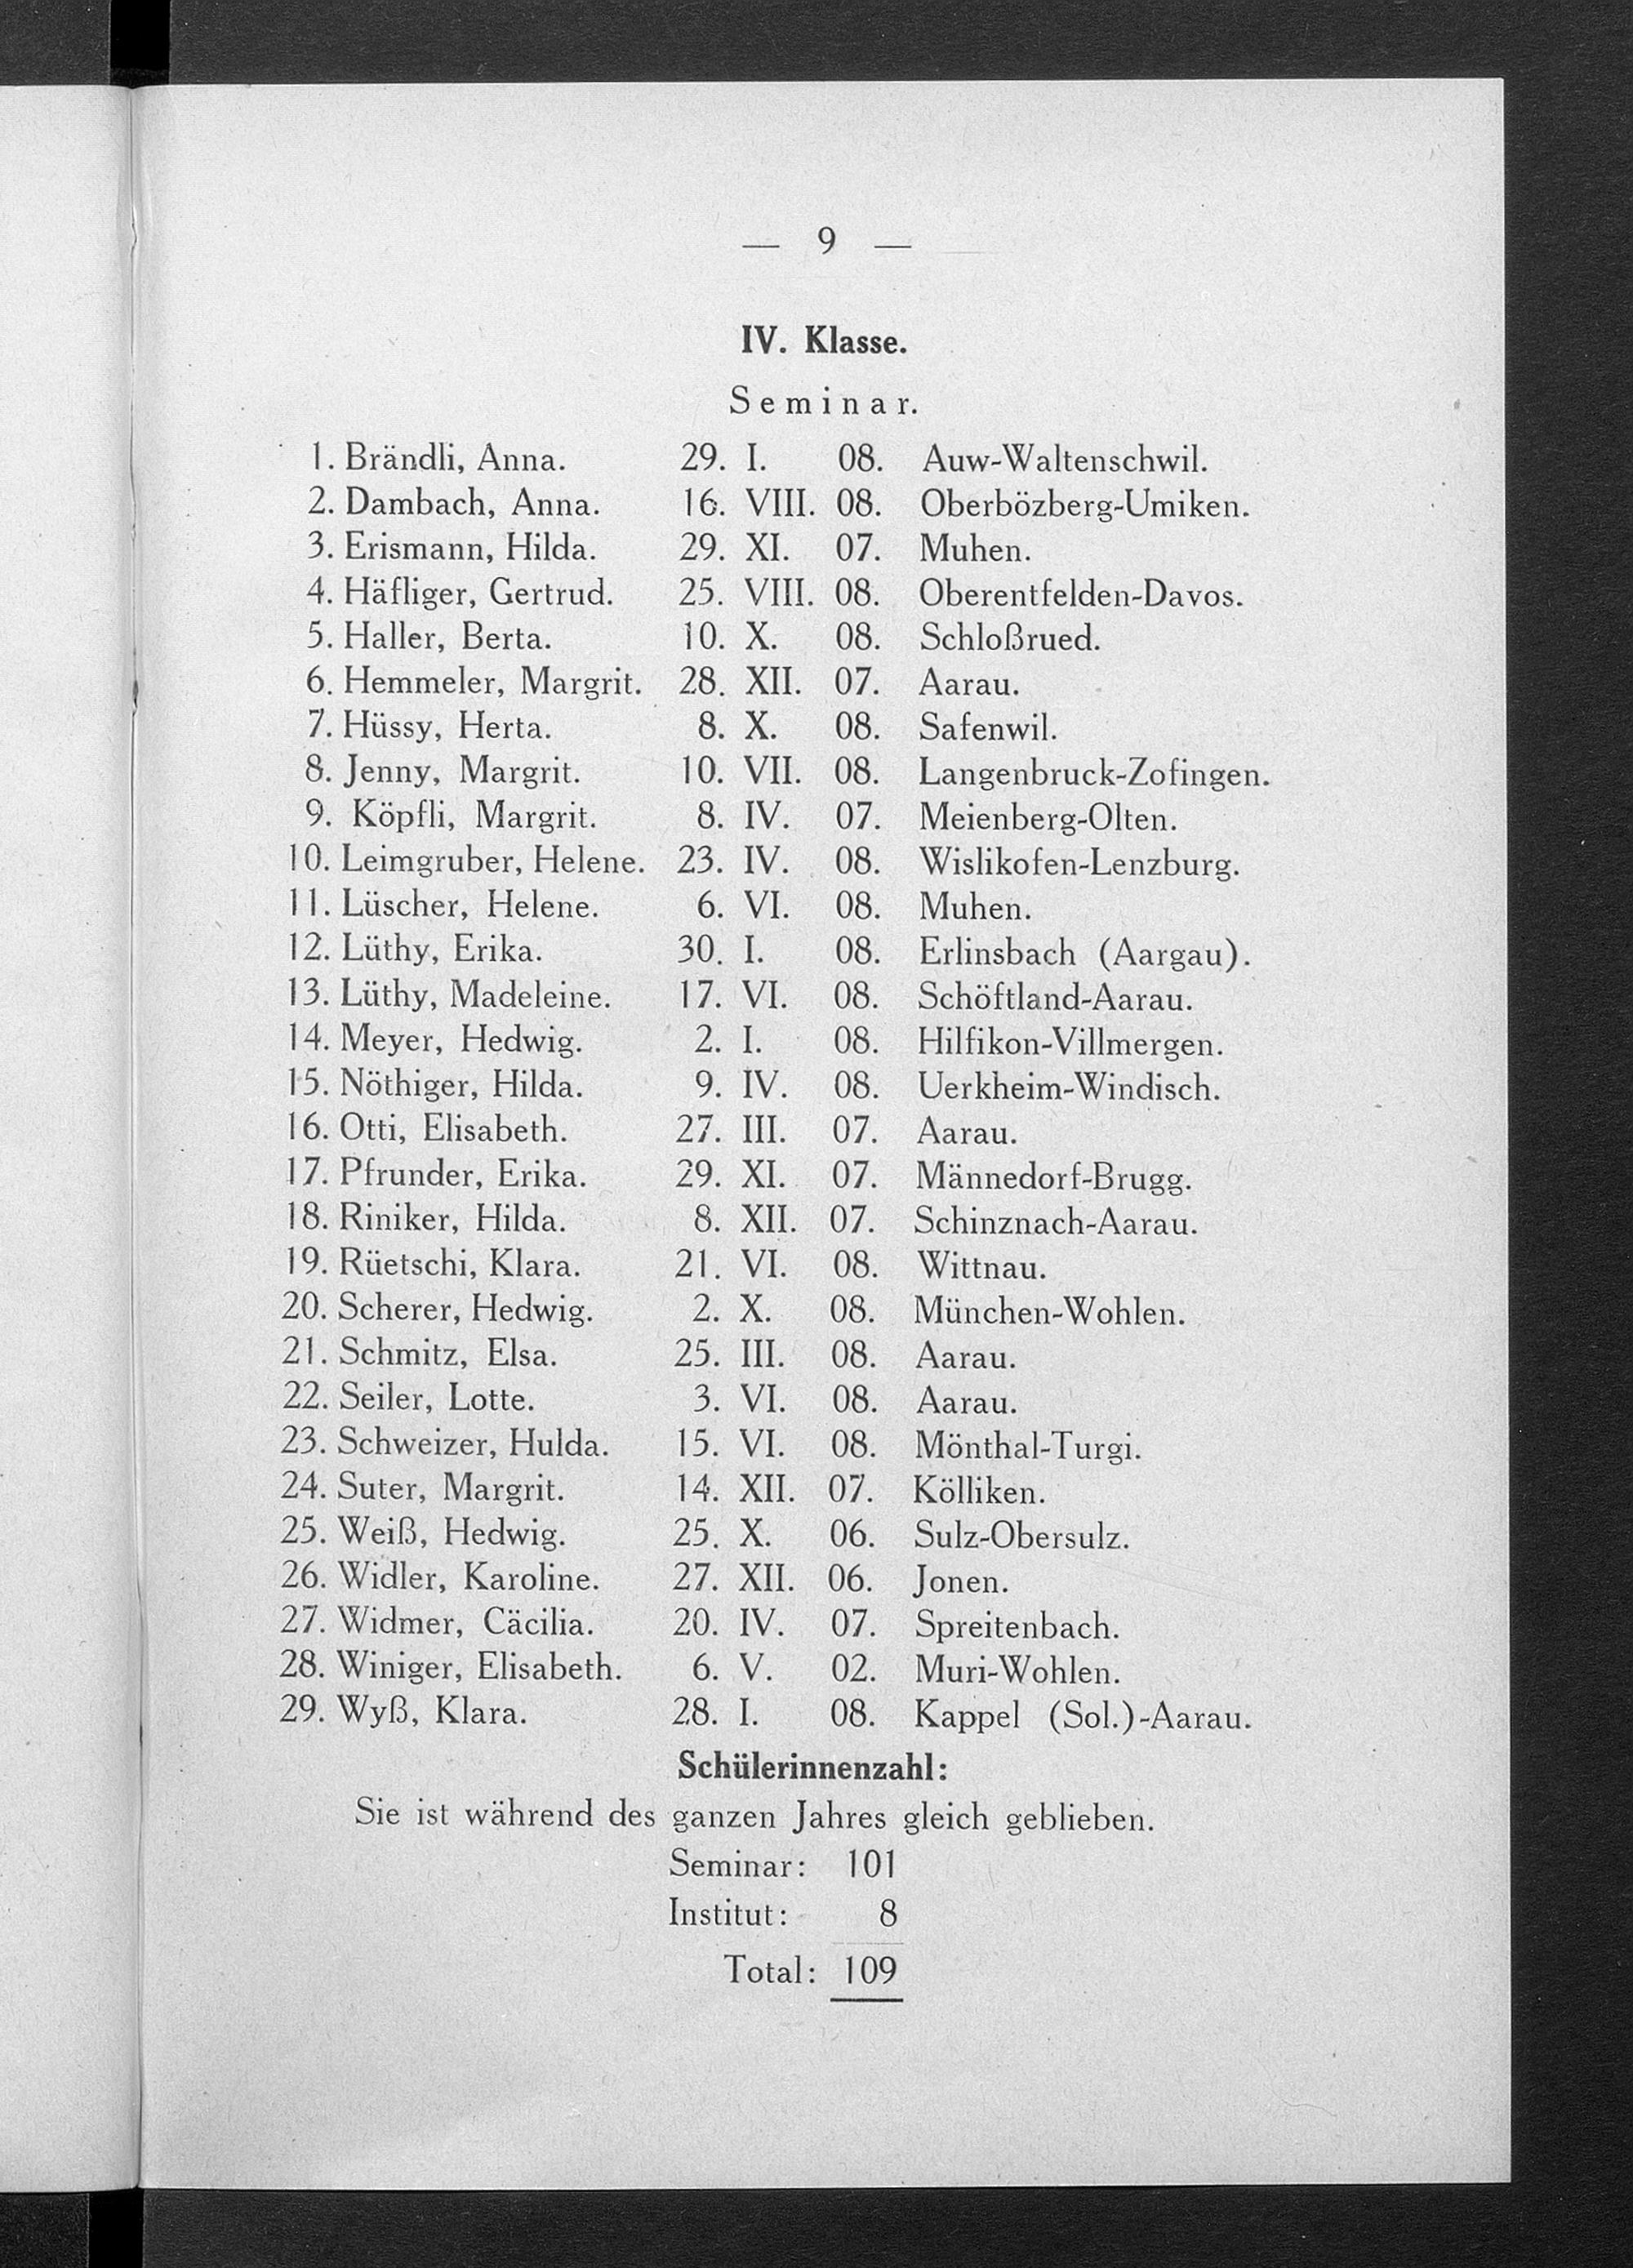 — 9 —
IV. Klasse.
Seminar.
1. Brändli, Anna. 29. I. 08. Auw-Waltenschwil.
2. Dambach, Anna. 16. VIII. 08. Oberbözberg-Umiken.
3. Erismann, Hilda. 29. XI. 07. Muhen.
4. Häfliger, Gertrud. 25. VIII. 08. Oberentfelden-Davos.
5. Haller, Berta. 10. X. 08. Schloßrued.
6. Hemmeler, Margrit. 28. XII. 07. Aarau.
7. Hüssy, Herta. 8. X. 08. Safenwil.
8. Jenny, Margrit. 10. VII. 08. Langenbruck-Zofingen.
9. Köpfli, Margrit. 8. IV. 07. Meienberg-Olten.
10. Leimgruber, Helene. 23. IV. 08. Wislikofen-Lenzburg.
11. Lüscher, Helene. 6. VI. 08. Muhen.
12. Lüthy, Erika. 30. I. 08. Erlinsbach (Aargau).
13. Lüthy, Madeleine. 17. VI. 08. Schöftland-Aarau.
14. Meyer, Hedwig. 2. I. 08. Hilfikon-Villmergen.
15. Nöthiger, Hilda. 9. IV. 08. Uerkheim-Windisch.
16. Otti, Elisabeth. 27. III. 07. Aarau.
17. Pfrunder, Erika. 29. XI. 07. Männedorf-Brugg.
18. Riniker, Hilda. 8. XII. 07. Schinznach-Aarau.
19. Rüetschi, Klara. 21. VI. 08. Wittnau.
20. Scherer, Hedwig. 2. X. 08. München-Wohlen.
21. Schmitz, Elsa. 25. III. 08. Aarau.
22. Seiler, Lotte. 3. VI. 08. Aarau.
23. Schweizer, Hulda. 15. VI. 08. Mönthal-Turgi.
24. Suter, Margrit. 14. XII. 07. Kölliken.
25. Weiß, Hedwig. 25. X. 06. Sulz-Obersulz.
26. Widler, Karoline. 27. XII. 06. Jonen.
27. Widmer, Cäcilia. 20. IV. 07. Spreitenbach.
28. Winiger, Elisabeth. 6. V. 02. Muri-Wohlen.
29. Wyß, Klara. 28. I. 08. Kappel (Sol.)-Aarau.
Schülerinnenzahl:
Sie ist während des ganzen Jahres gleich geblieben.
Seminar: 101
Institut: 8
Total: 109